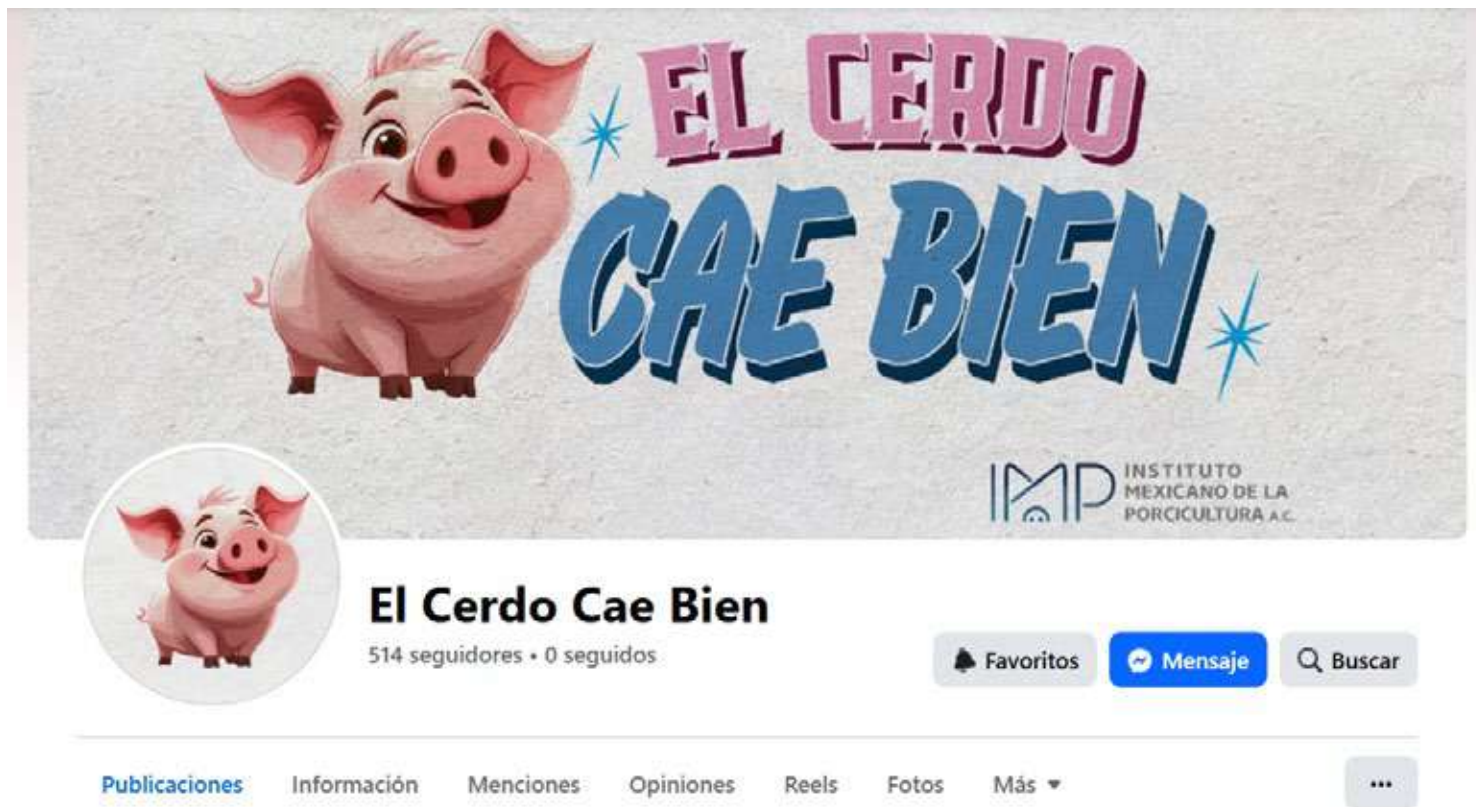 EL CERDO
CAE BIEN
IMP
INSTITUTO
MEXICANO DE LA
PORCICULTURA A.C.
El Cerdo Cae Bien
514 seguidores • 0 seguidos
Favoritos
Mensaje
Buscar
Publicaciones
Información
Menciones
Opiniones
Reels
Fotos
Más